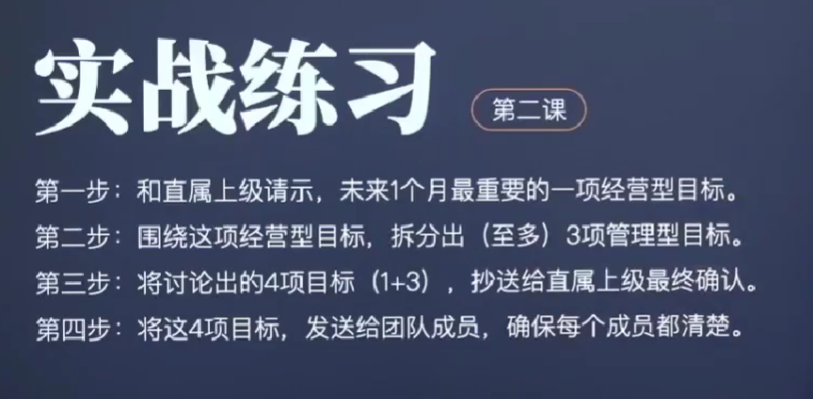 实战练习
第二课
第一步：和直属上级请示，未来1个月最重要的一项经营型目标。
第二步：围绕这项经营型目标，拆分出（至多）3项管理型目标。
第三步：将讨论出的4项目标（1+3），抄送给直属上级最终确认。
第四步：将这4项目标，发送给团队成员，确保每个成员都清楚。